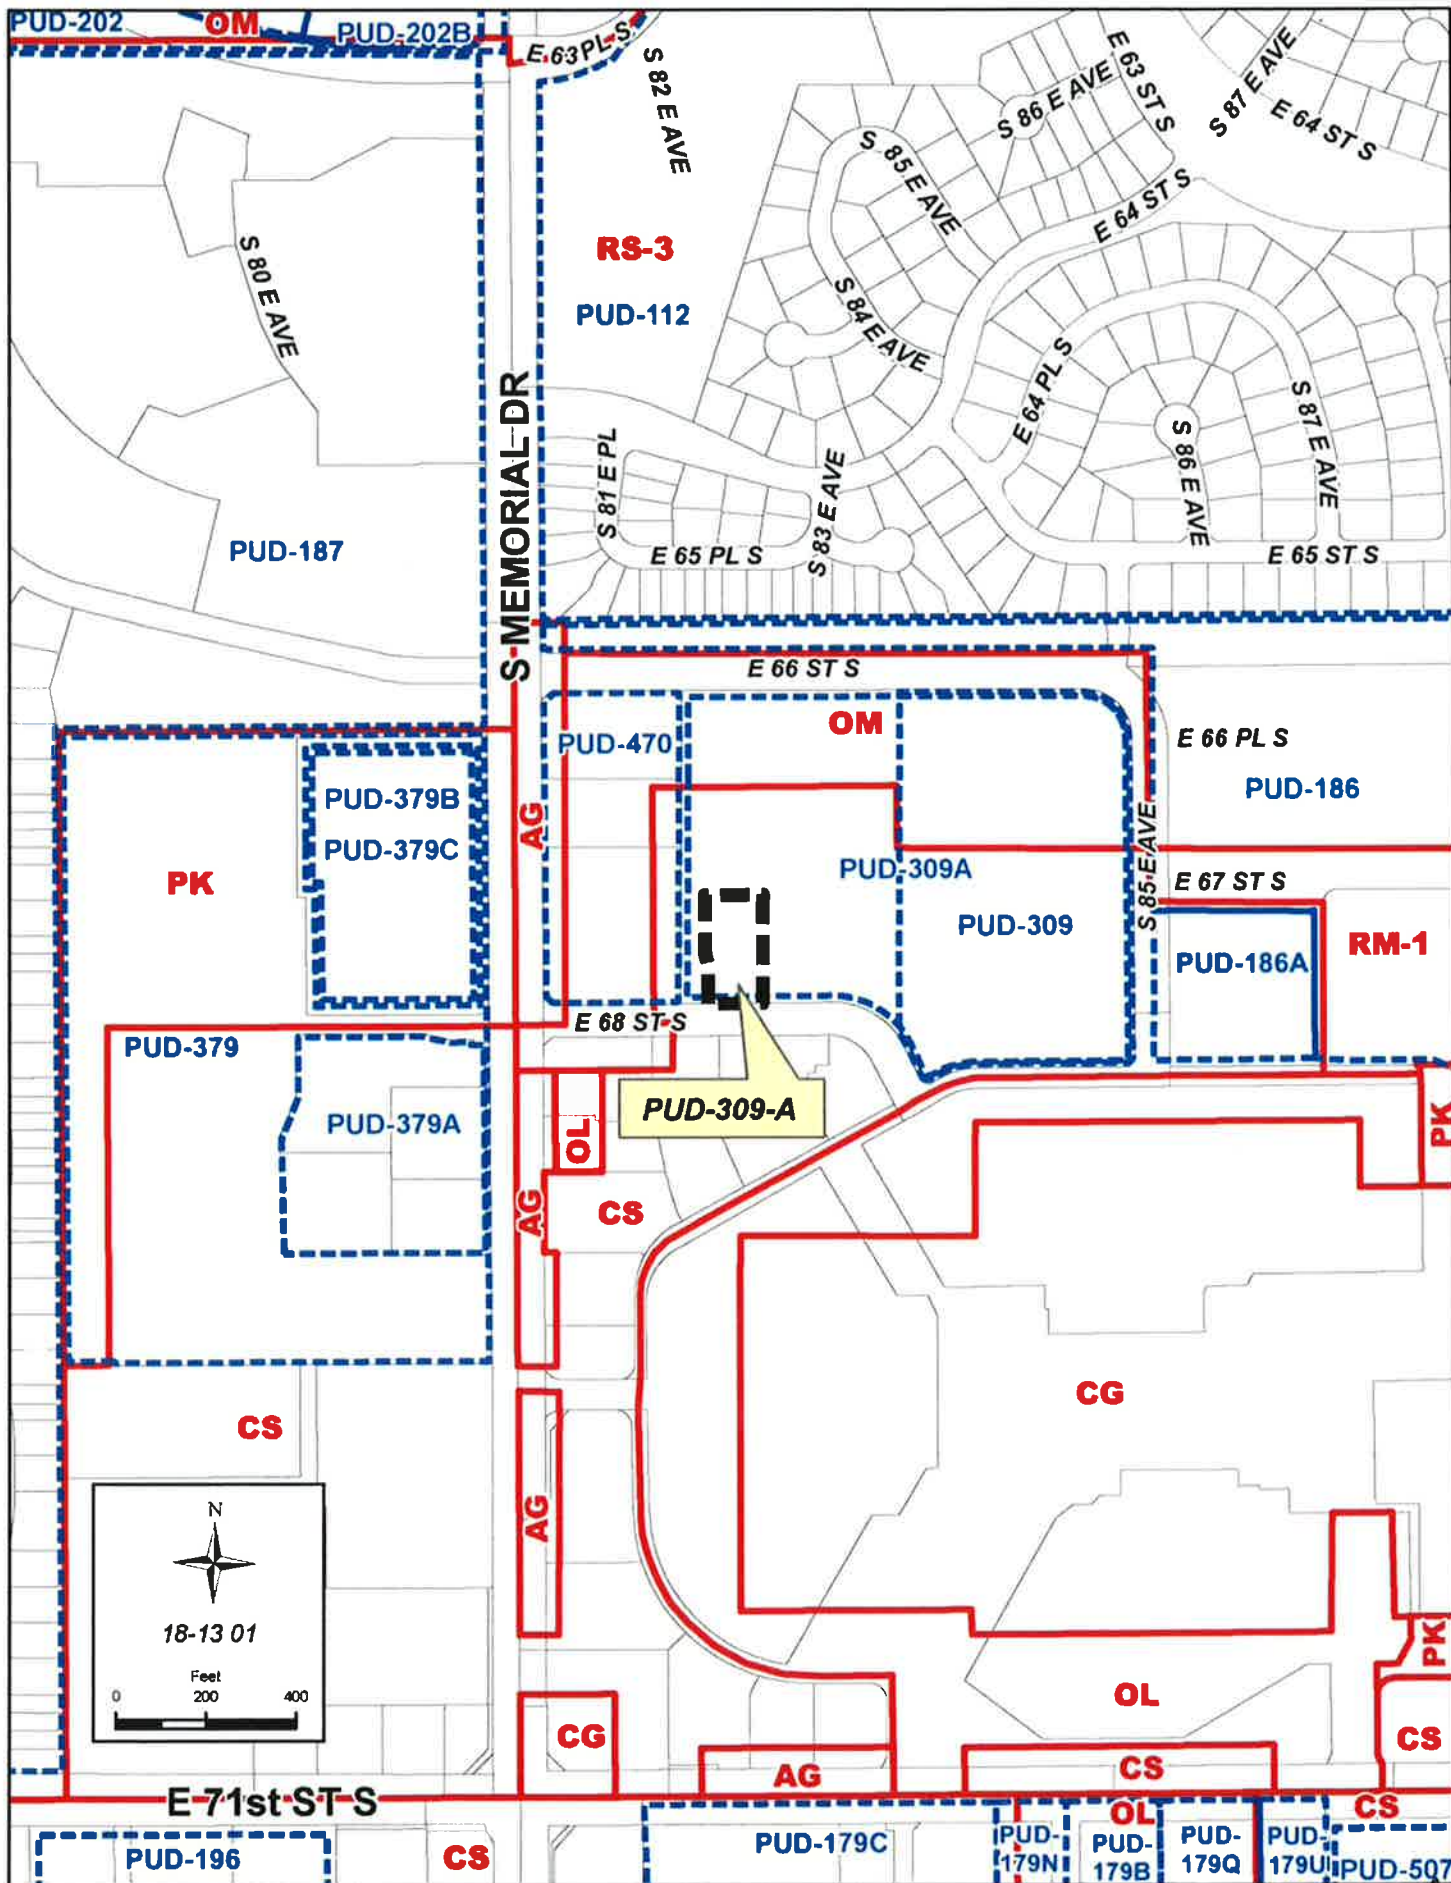 PUD-202
OM
PUD-202B
E 63 PL S
S 82 E AVE
S 86 E AVE
E 63 ST S
S 87 E AVE
E 64 ST S
S 85 E AVE
E 64 ST S
S 80 E AVE
RS-3
PUD-112
S 84 E AVE
E 64 PL S
S 87 E AVE
S 86 E AVE
S MEMORIAL DR
S 81 E PL
S 83 E AVE
E 65 PL S
E 65 ST S
PUD-187
E 66 ST S
PUD-470
OM
E 66 PL S
PUD-186
PUD-379B
PUD-379C
AG
PK
PUD-309A
S 85 E AVE
E 67 ST S
PUD-309
RM-1
PUD-186A
E 68 ST S
PUD-379
PUD-309-A
PUD-379A
OL
PK
AG
CS
CG
CS
AG
N
18-13 01
Feet
0 200 400
PK
OL
CG
CS
AG
CS
E 71st ST S
OL
CS
PUD-196
CS
PUD-179C
PUD-
179N
PUD-
179B
PUD-
179Q
PUD-
179U
PUD-507